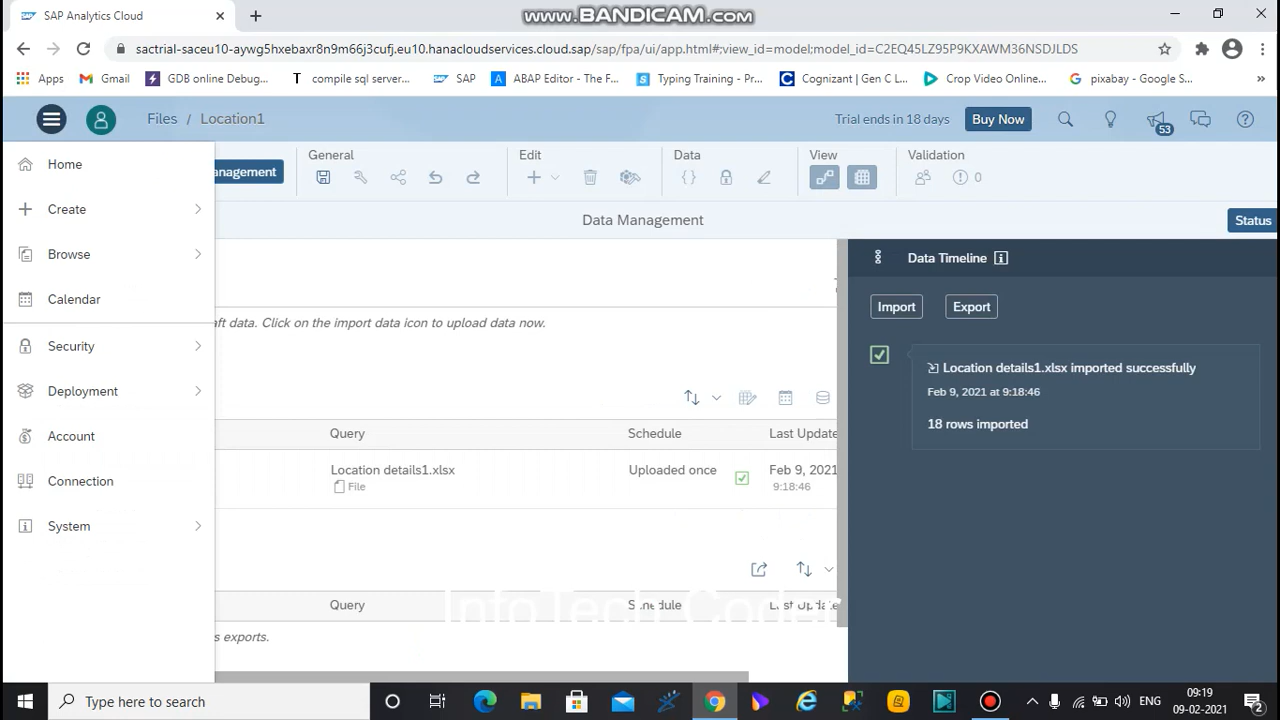 SAP Analytics Cloud
www.BANDICAM.com
sactrial-saceu10-aywg5hxebaxr8n9m66j3cufj.eu10.hanacloudservices.cloud.sap/sap/fpa/ui/app.html#;view_id=model;model_id=C2EQ45LZ95P9KXAWM36NSDJLDS
Apps
Gmail
GDB online Debug...
compile sql server...
SAP
ABAP Editor - The F...
Typing Training - Pr...
Cognizant | Gen C L...
Crop Video Online...
pixabay - Google S...
Files / Location1
Trial ends in 18 days
Buy Now
53
Home
Create
Browse
Calendar
Security
Deployment
Account
Connection
System
anagement
General
Edit
Data
View
Validation
0
Data Management
Status
aft data. Click on the import data icon to upload data now.
Query
Schedule
Last Update
Location details1.xlsx
File
Uploaded once
Feb 9, 2021
9:18:46
Query
Schedule
Last Update
s exports.
InfoTech Coder
Data Timeline
Import
Export
Location details1.xlsx imported successfully
Feb 9, 2021 at 9:18:46
18 rows imported
Type here to search
ENG
09:19
09-02-2021
2